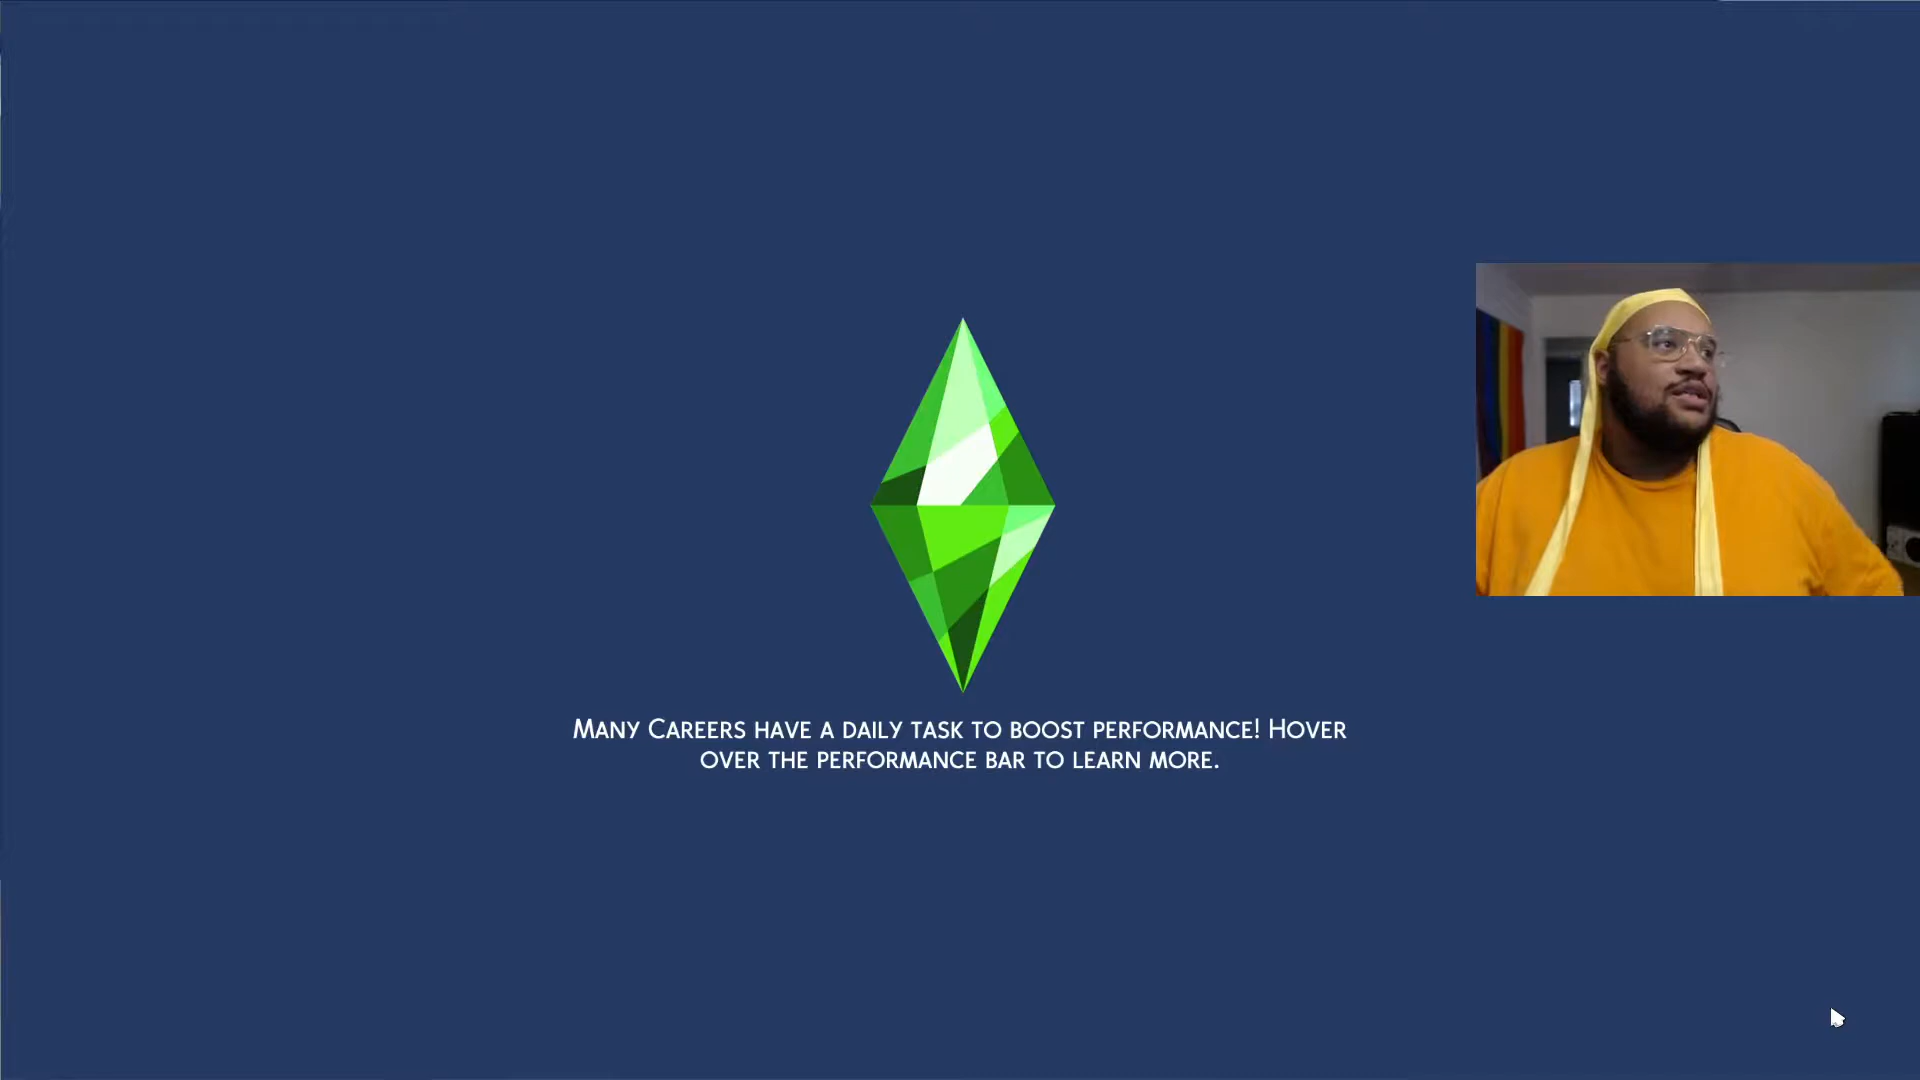 Many Careers have a daily task to boost performance! Hover
over the performance bar to learn more.